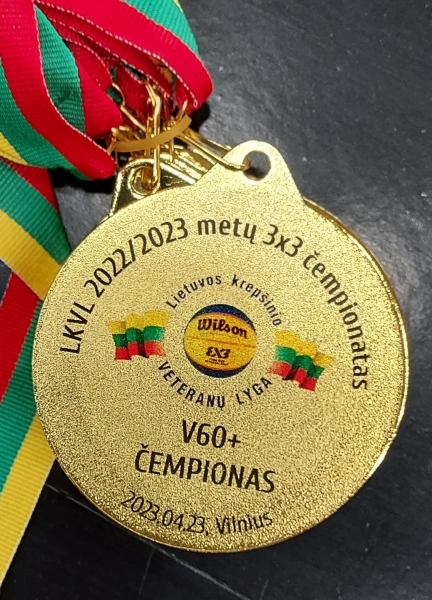 LKVL 2022/2023 metų 3x3 čempionatas
Lietuvos krepšinio
Wilson
3X3
VETERANŲ LYGA
V60+
ČEMPIONAS
2023,04,23, Vilnius